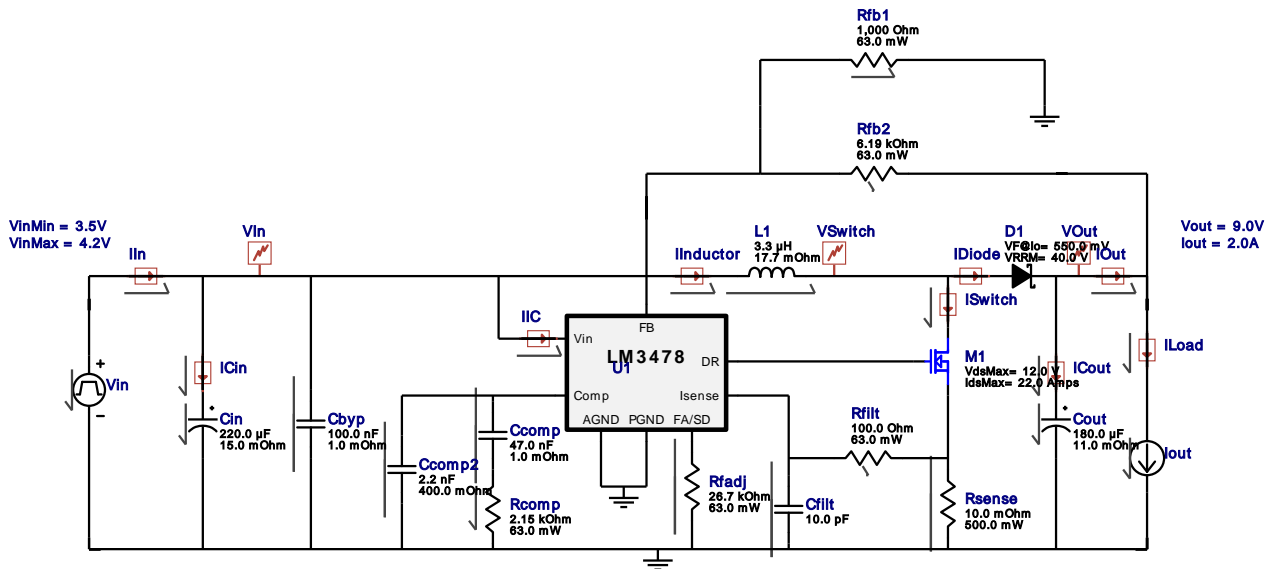 Rfb1
1,000 Ohm
63.0 mW
Rfb2
6.19 kOhm
63.0 mW
VinMin = 3.5V
VinMax = 4.2V
IIn
VIn
IInductor
L1
3.3 µH
17.7 mOhm
VSwitch
IDiode
D1
VF@Io= 550.0 mV
VRRM= 40.0 V
VOut
IOut
Vout = 9.0V
Iout = 2.0A
ISwitch
IIC
Vin
FB
LM3478
U1
DR
Comp
Isense
AGND
PGND
FA/SD
M1
VdsMax= 12.0 V
IdsMax= 22.0 Amps
ILoad
ICin
ICout
+
Vin
–
Cin
220.0 µF
15.0 mOhm
Cbyp
100.0 nF
1.0 mOhm
Ccomp
47.0 nF
1.0 mOhm
Ccomp2
2.2 nF
400.0 mOhm
Rcomp
2.15 kOhm
63.0 mW
Rfadj
26.7 kOhm
63.0 mW
Rfilt
100.0 Ohm
63.0 mW
Cfilt
10.0 pF
Rsense
10.0 mOhm
500.0 mW
Cout
180.0 µF
11.0 mOhm
Iout